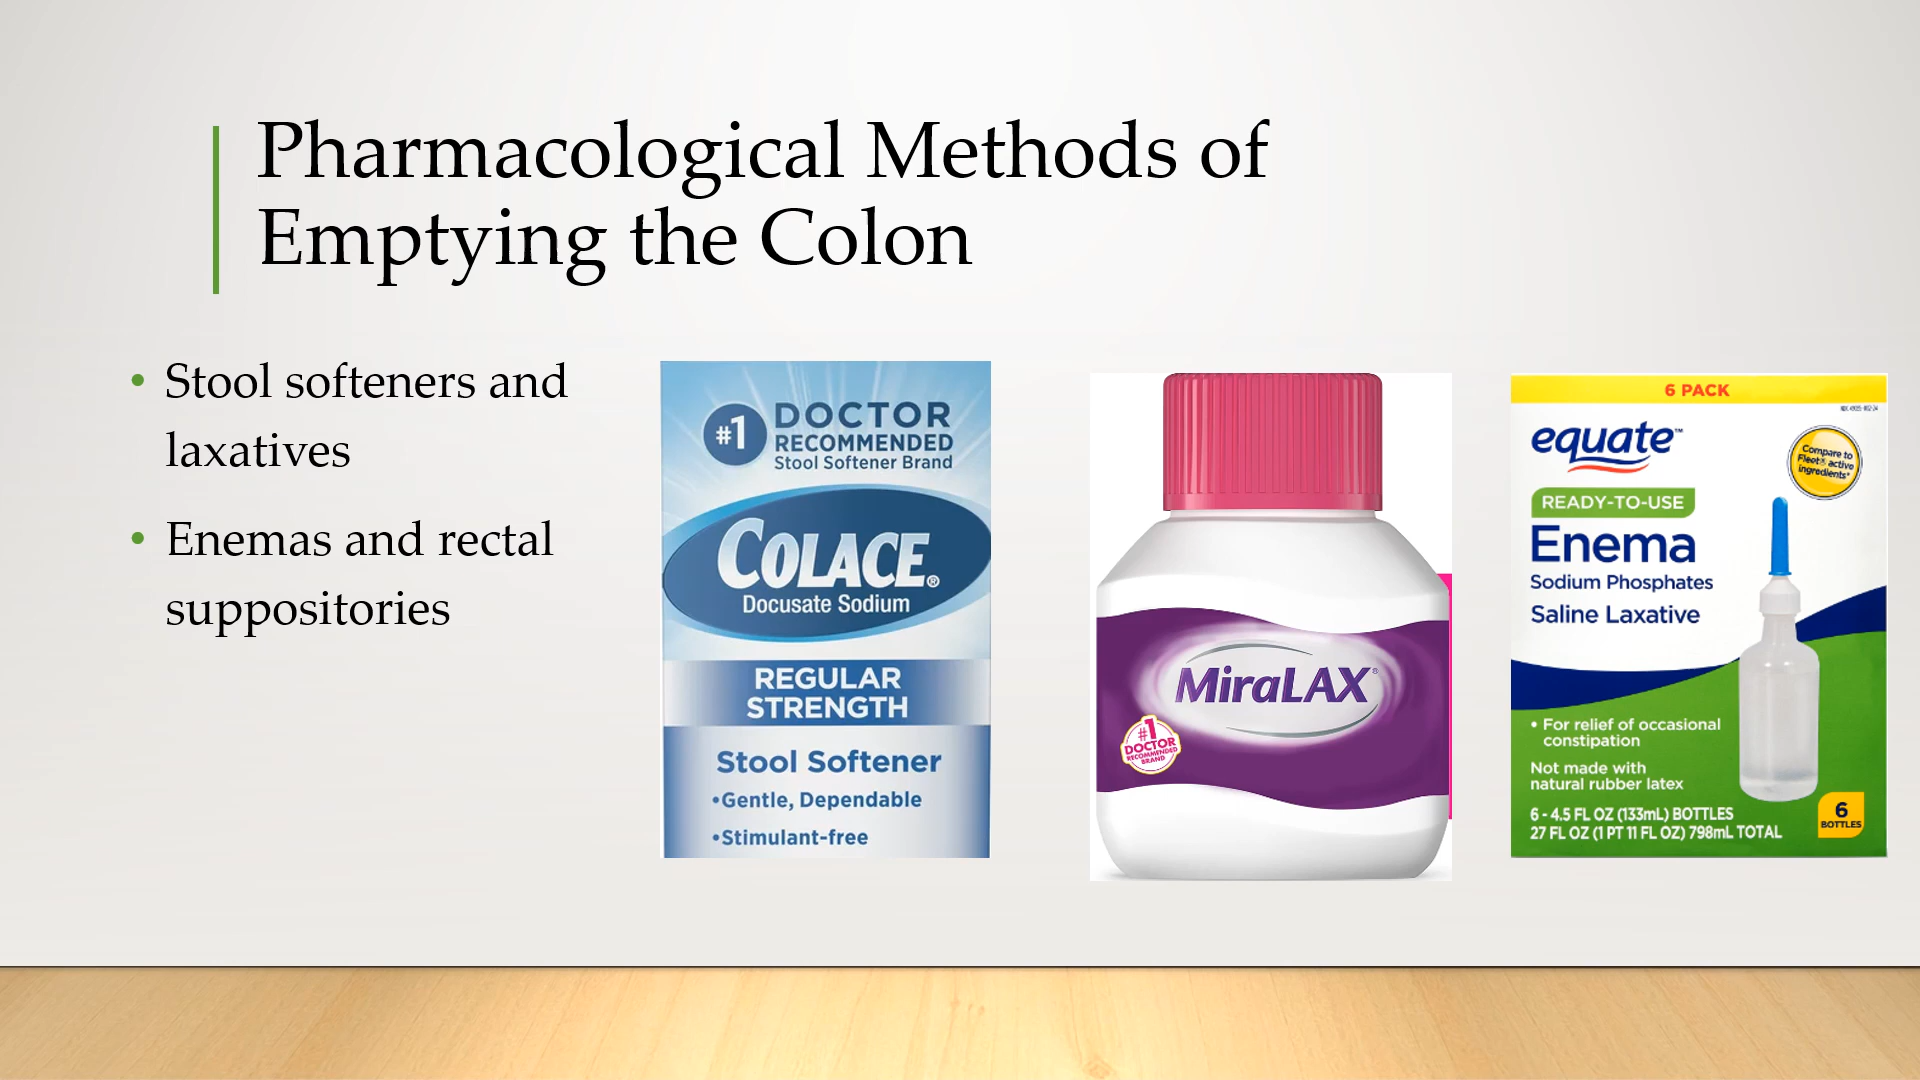 Pharmacological Methods of
Emptying the Colon
• Stool softeners and
laxatives
• Enemas and rectal
suppositories
#1 DOCTOR
RECOMMENDED
Stool Softener Brand
COLACE®
Docusate Sodium
REGULAR
STRENGTH
Stool Softener
•Gentle, Dependable
•Stimulant-free
MiraLAX®
#1
DOCTOR
RECOMMENDED
BRAND
6 PACK
equate™
Compare to
Fleet® active
ingredients*
READY-TO-USE
Enema
Sodium Phosphates
Saline Laxative
• For relief of occasional
constipation
Not made with
natural rubber latex
6 - 4.5 FL OZ (133mL) BOTTLES
27 FL OZ (1 PT 11 FL OZ) 798mL TOTAL
6
BOTTLES